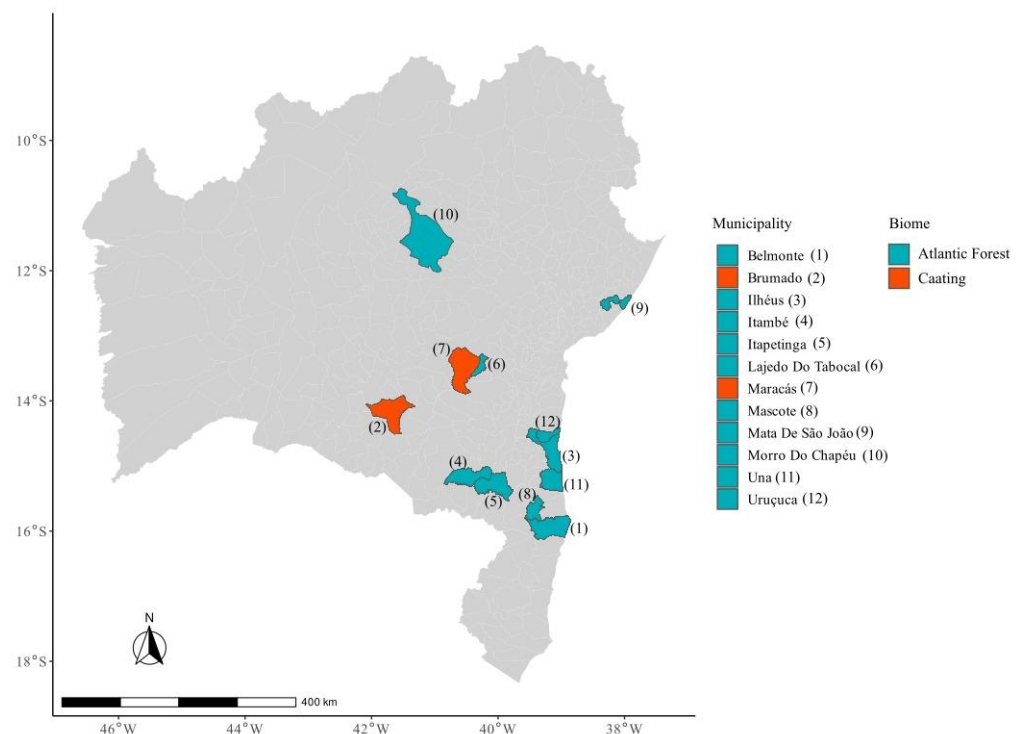 10°S
12°S
14°S
16°S
18°S
46°W
44°W
42°W
40°W
38°W
(10)
(9)
(7)
(6)
(2)
(12)
(3)
(4)
(11)
(5)
(8)
(1)
N
400 km
Municipality
Belmonte (1)
Brumado (2)
Ilhéus (3)
Itambé (4)
Itapetinga (5)
Lajedo Do Tabocal (6)
Maracás (7)
Mascote (8)
Mata De São João (9)
Morro Do Chapéu (10)
Una (11)
Uruçuca (12)
Biome
Atlantic Forest
Caating